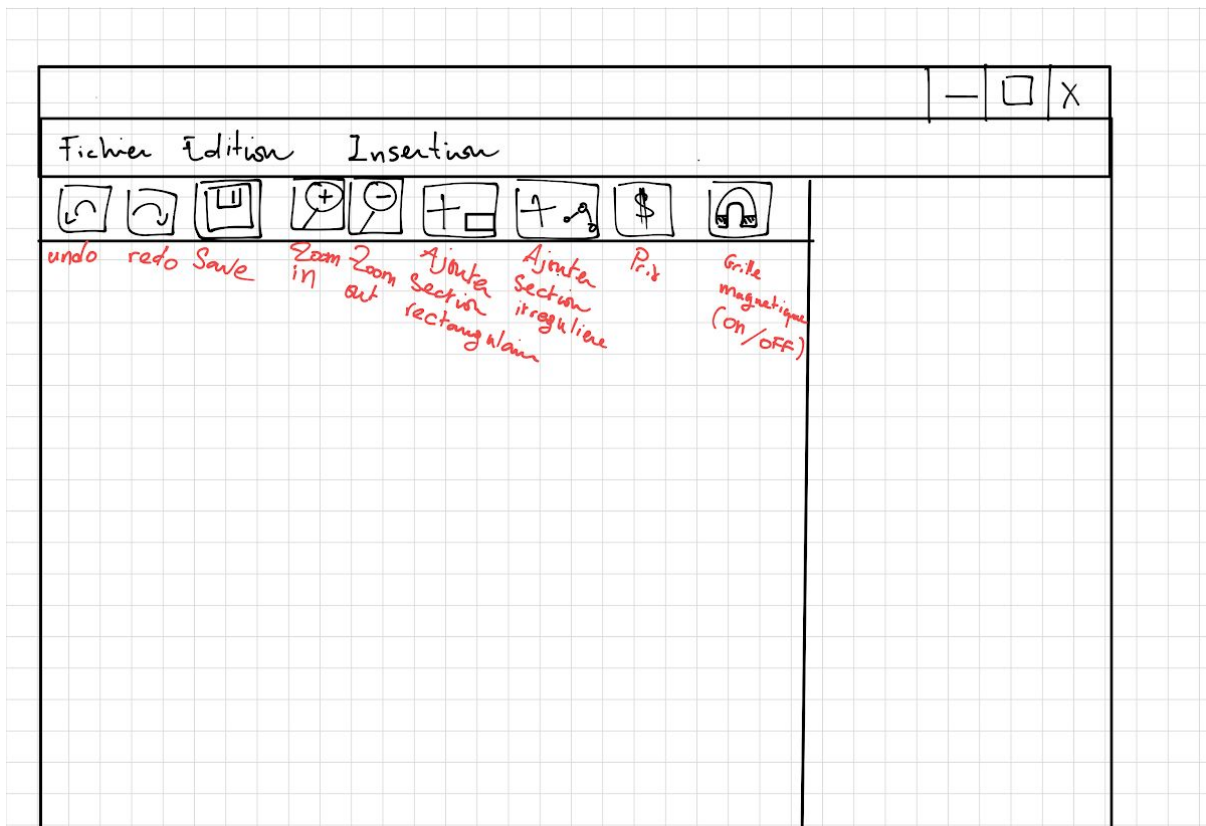 X
Fichier Edition Insertion
+ - + + $
undo redo Save Zoom in Zoom out Ajouter section rectangulaire Ajouter section irreguliere Prix Grille magnetique (on/OFF)